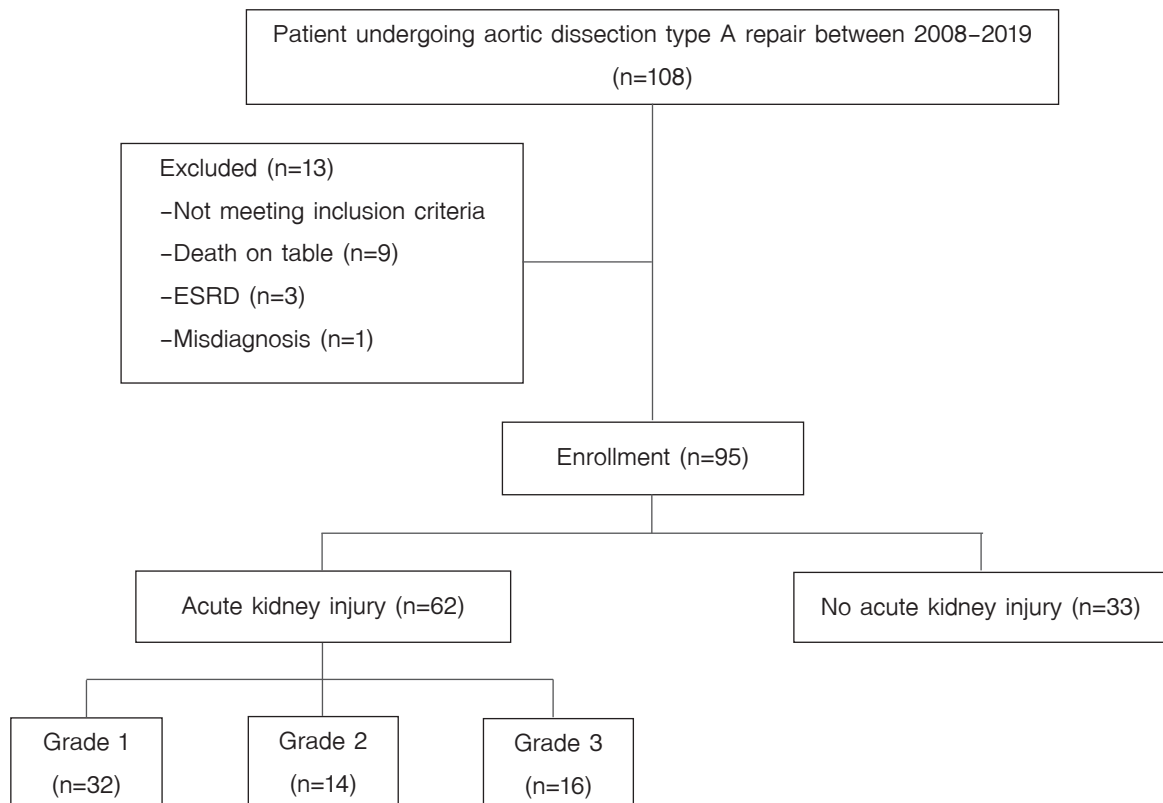 Patient undergoing aortic dissection type A repair between 2008–2019
(n=108)
Excluded (n=13)
–Not meeting inclusion criteria
–Death on table (n=9)
–ESRD (n=3)
–Misdiagnosis (n=1)
Enrollment (n=95)
Acute kidney injury (n=62)
No acute kidney injury (n=33)
Grade 1
(n=32)
Grade 2
(n=14)
Grade 3
(n=16)